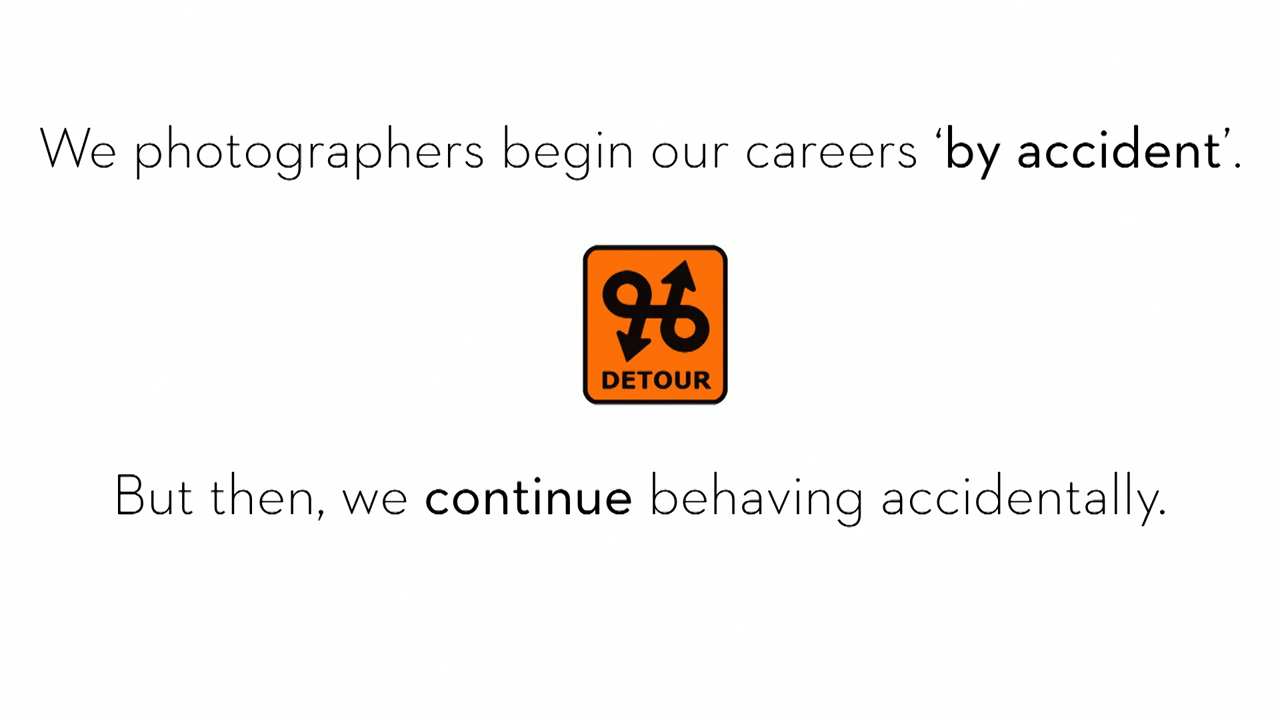 We photographers begin our careers ‘by accident’.
DETOUR
But then, we continue behaving accidentally.